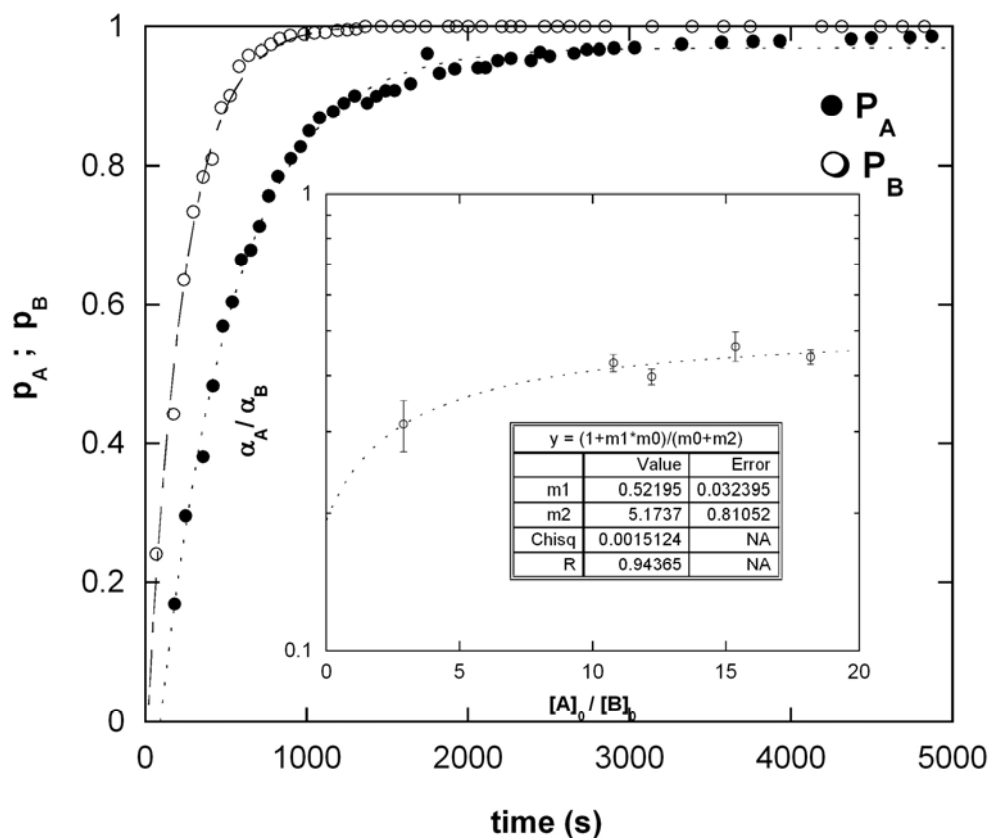 1
0.8
0.6
0.4
0.2
0
p_A ; p_B
0 1000 2000 3000 4000 5000
time (s)
P_A
P_B
1
0.1
α_A / α_B
0 5 10 15 20
[A]_0 / [B]_0
y = (1+m1*m0)/(m0+m2)
Value Error
m1 0.52195 0.032395
m2 5.1737 0.81052
Chisq 0.0015124 NA
R 0.94365 NA